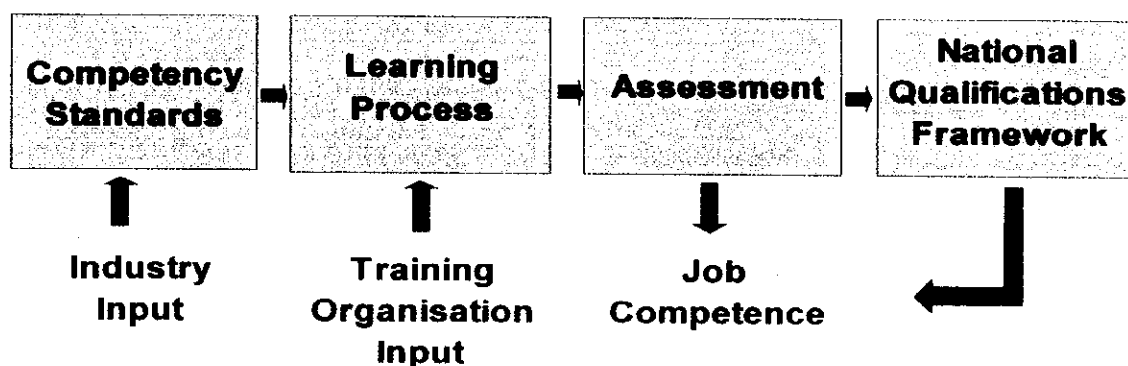 Competency
Standards
Learning
Process
Assessment
National
Qualifications
Framework
Industry
Input
Training
Organisation
Input
Job
Competence